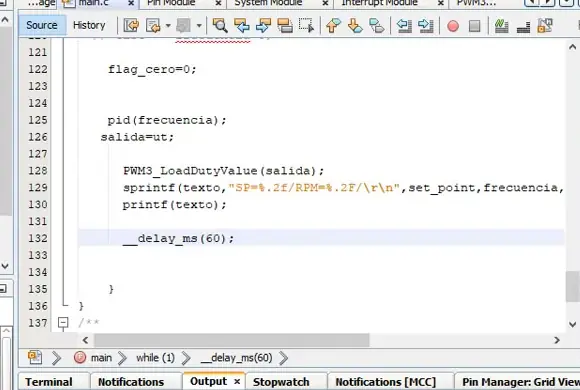 ...age
main.c
Pin Module
System Module
Interrupt Module
PWM3...
Source
History
121
122 flag_cero=0;
123
124
125 pid(frecuencia);
126 salida=ut;
127
128 PWM3_LoadDutyValue(salida);
129 sprintf(texto,"SP=%.2f/RPM=%.2F/\r\n",set_point,frecuencia,
130 printf(texto);
131
132 __delay_ms(60);
133
134
135 }
136 }
137 /**
main
while (1)
__delay_ms(60)
Terminal
Notifications
Output
Stopwatch
Notifications [MCC]
Pin Manager: Grid View